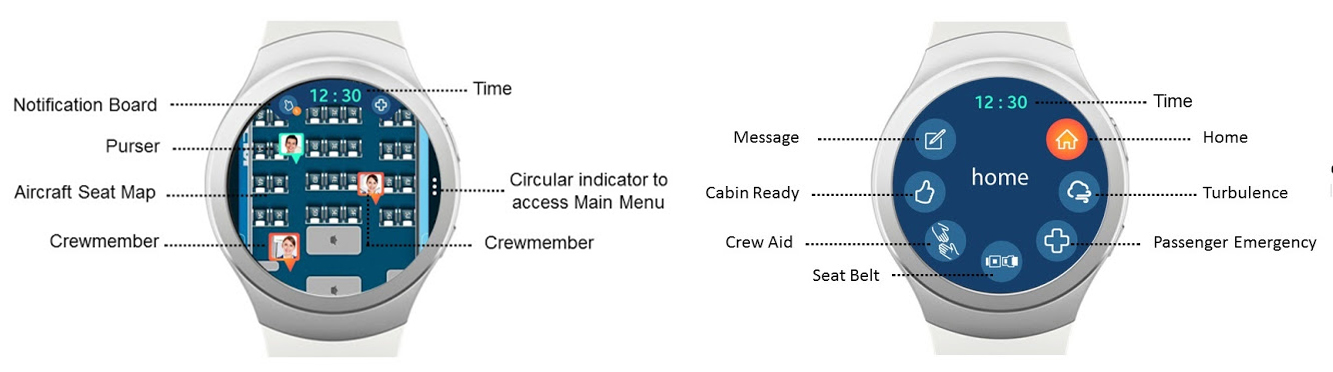 12:30
Time
Notification Board
Purser
Aircraft Seat Map
Circular indicator to
access Main Menu
Crewmember
Crewmember
12:30
Time
Message
Home
home
Cabin Ready
Turbulence
Crew Aid
Passenger Emergency
Seat Belt